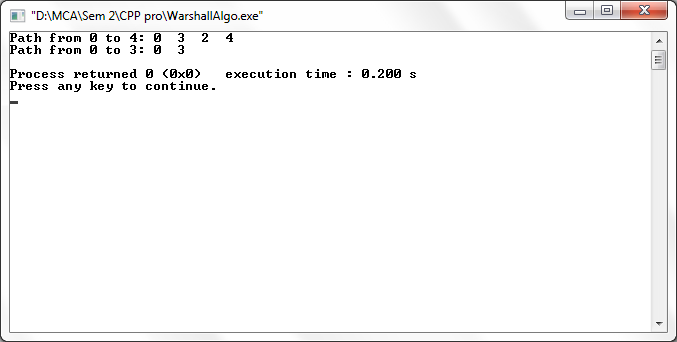 "D:\MCA\Sem 2\CPP pro\WarshallAlgo.exe"
Path from 0 to 4: 0  3  2  4
Path from 0 to 3: 0  3
Process returned 0 (0x0)   execution time : 0.200 s
Press any key to continue.